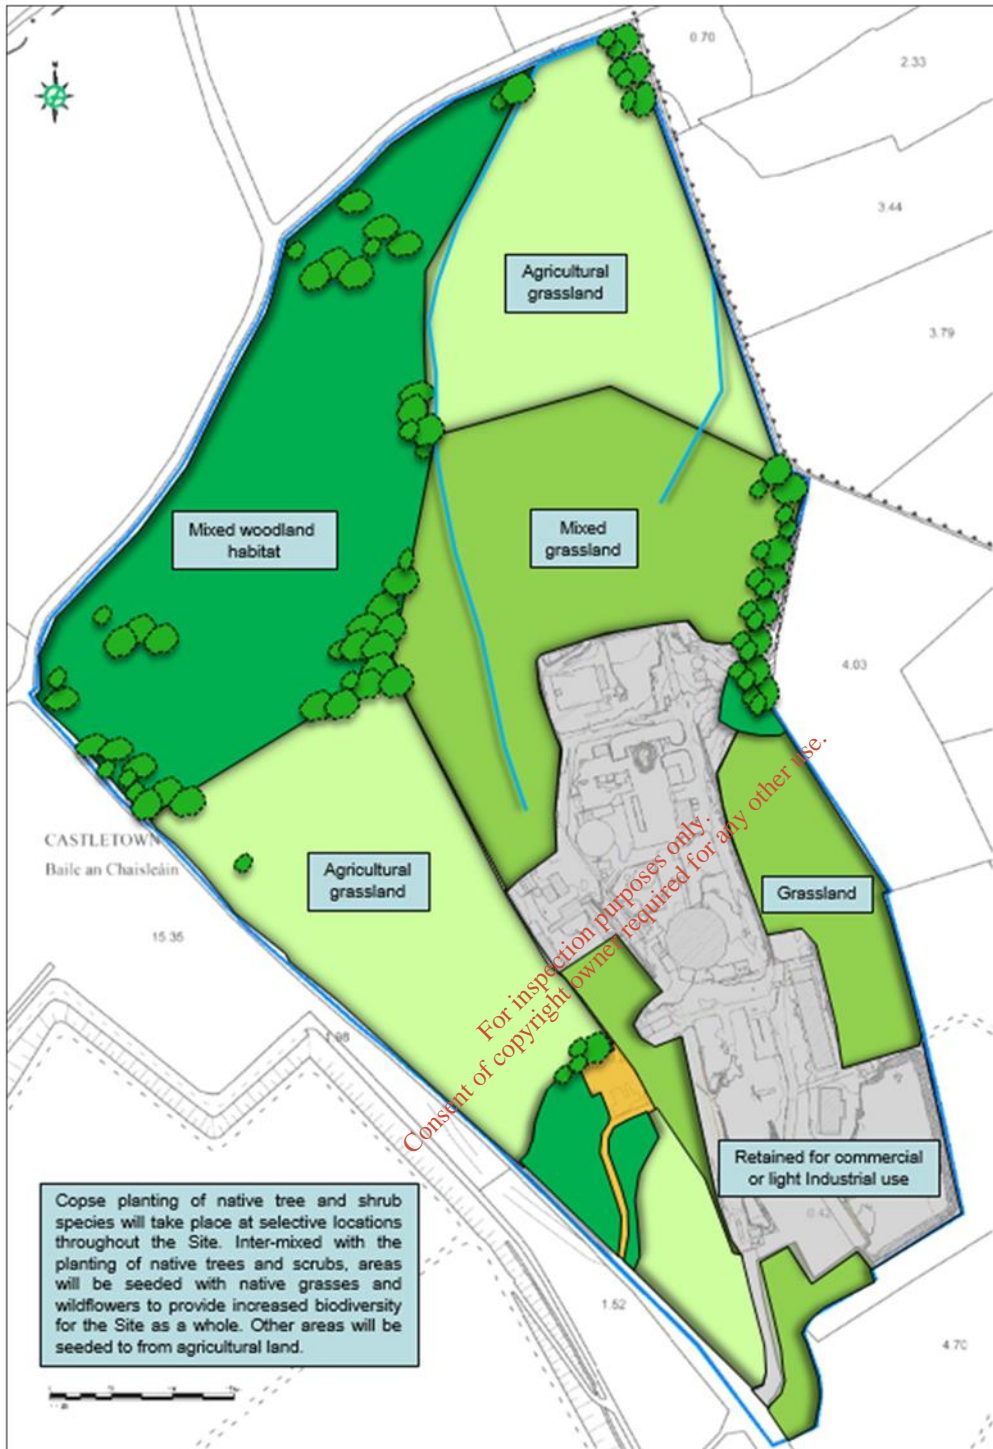 0.70
2.33
N
3.44
Agricultural
grassland
3.79
Mixed woodland
habitat
Mixed
grassland
4.03
CASTLETOWN
Baile an Chaisleáin
Agricultural
grassland
Grassland
15.35
1.98
For inspection purposes only.
Consent of copyright owner required for any other use.
Retained for commercial
or light Industrial use
0.42
Copse planting of native tree and shrub
species will take place at selective locations
throughout the Site. Inter-mixed with the
planting of native trees and scrubs, areas
will be seeded with native grasses and
wildflowers to provide increased biodiversity
for the Site as a whole. Other areas will be
seeded to from agricultural land.
1.52
4.70